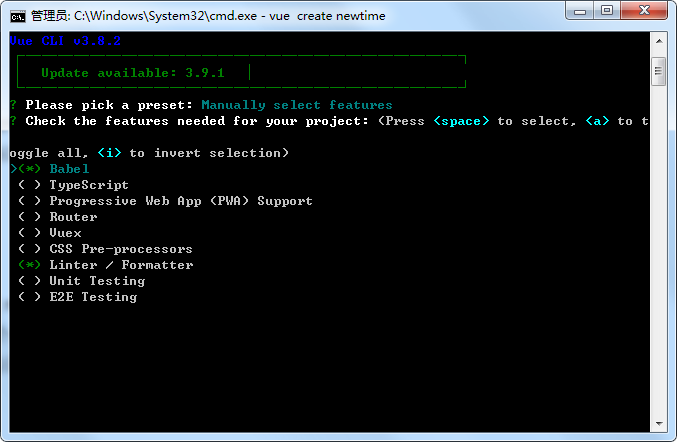 管理员: C:\Windows\System32\cmd.exe - vue  create newtime
Vue CLI v3.8.2
Update available: 3.9.1
? Please pick a preset: Manually select features
? Check the features needed for your project: (Press <space> to select, <a> to t
oggle all, <i> to invert selection)
>(*) Babel
( ) TypeScript
( ) Progressive Web App (PWA) Support
( ) Router
( ) Vuex
( ) CSS Pre-processors
(*) Linter / Formatter
( ) Unit Testing
( ) E2E Testing